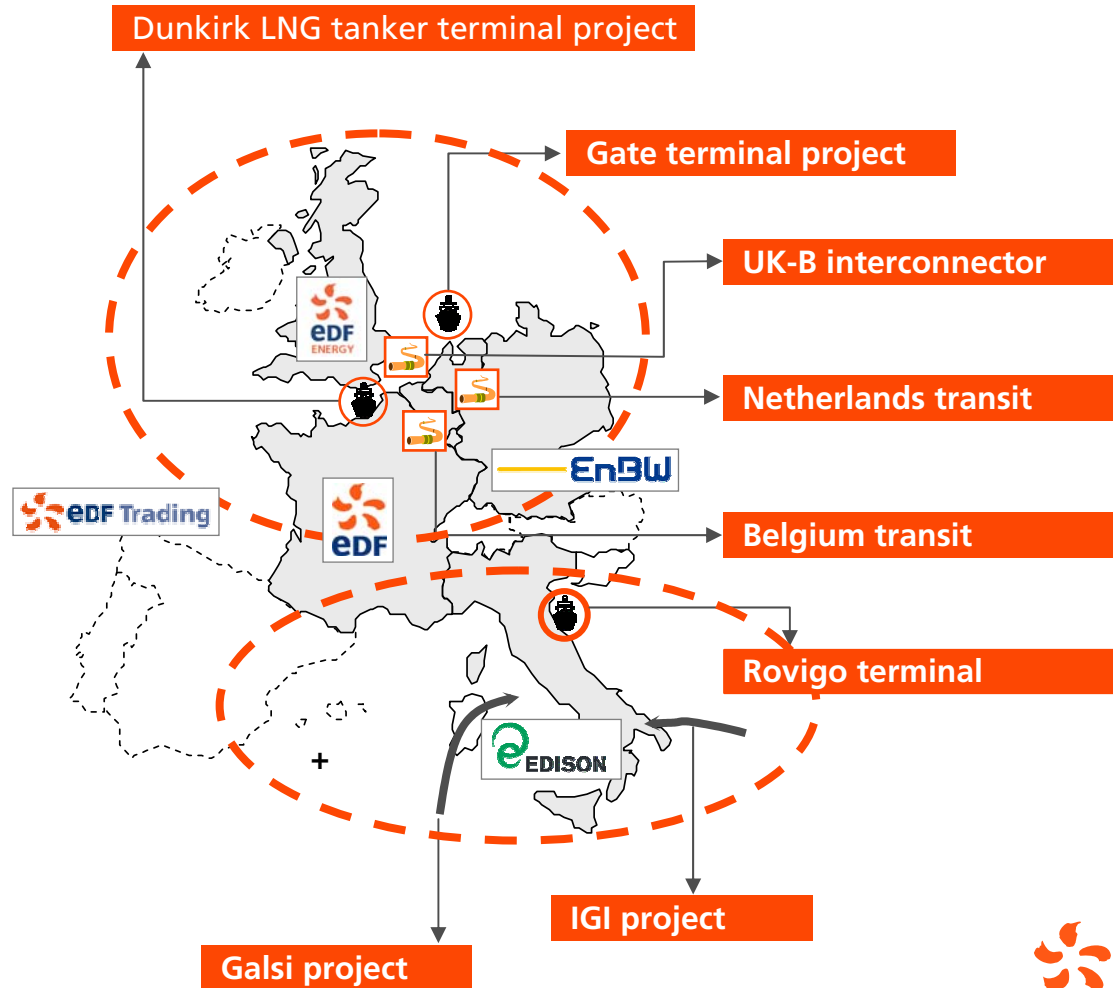 Dunkirk LNG tanker terminal project
Gate terminal project
UK-B interconnector
eDF
ENERGY
Netherlands transit
EnBW
eDF Trading
eDF
Belgium transit
Rovigo terminal
EDISON
+
IGI project
Galsi project